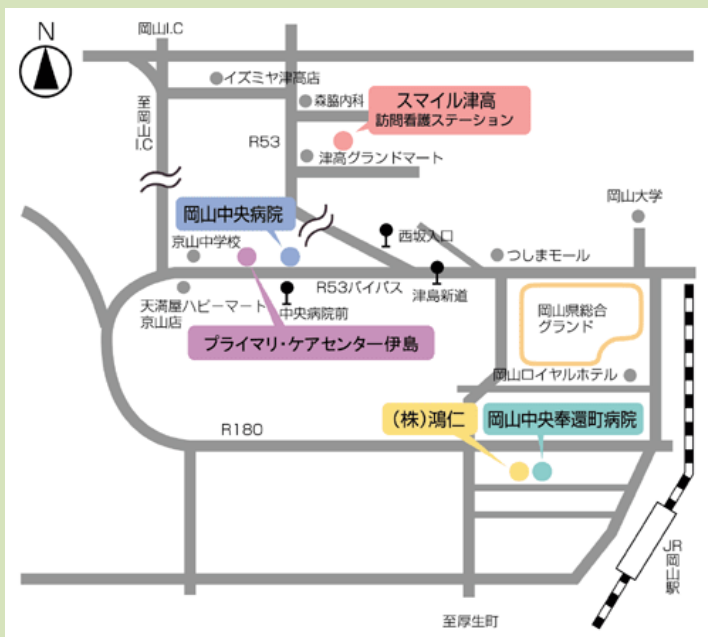 N
岡山I.C
イズミヤ津高店
至岡山I.C
森脇内科
スマイル津高
訪問看護ステーション
R53
津高グランドマート
岡山中央病院
岡山大学
西坂入口
京山中学校
つしまモール
R53バイパス
津島新道
天満屋ハピーマート
京山店
中央病院前
岡山県総合
グランド
プライマリ・ケアセンター伊島
岡山ロイヤルホテル
(株)鴻仁
岡山中央奉還町病院
R180
JR岡山駅
至厚生町